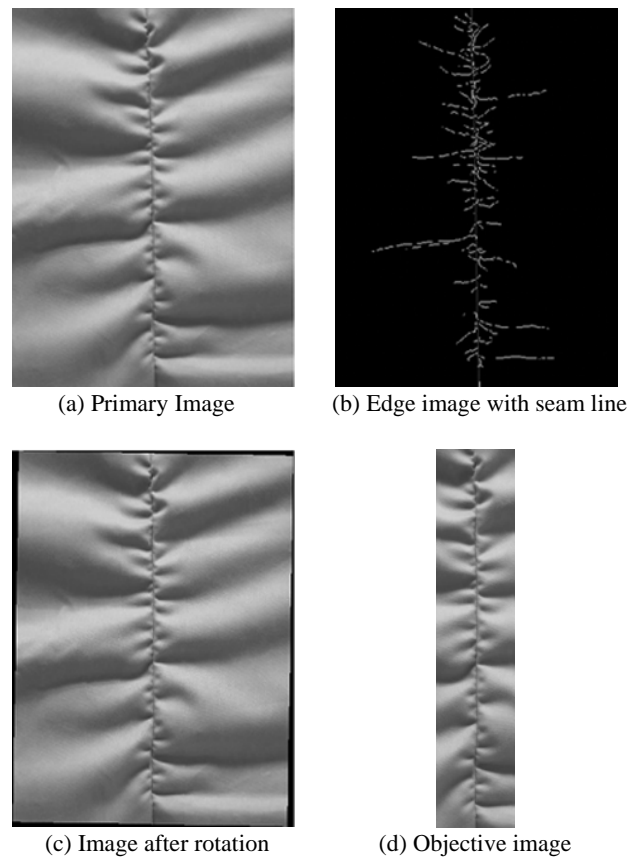 (a) Primary Image
(b) Edge image with seam line
(c) Image after rotation
(d) Objective image